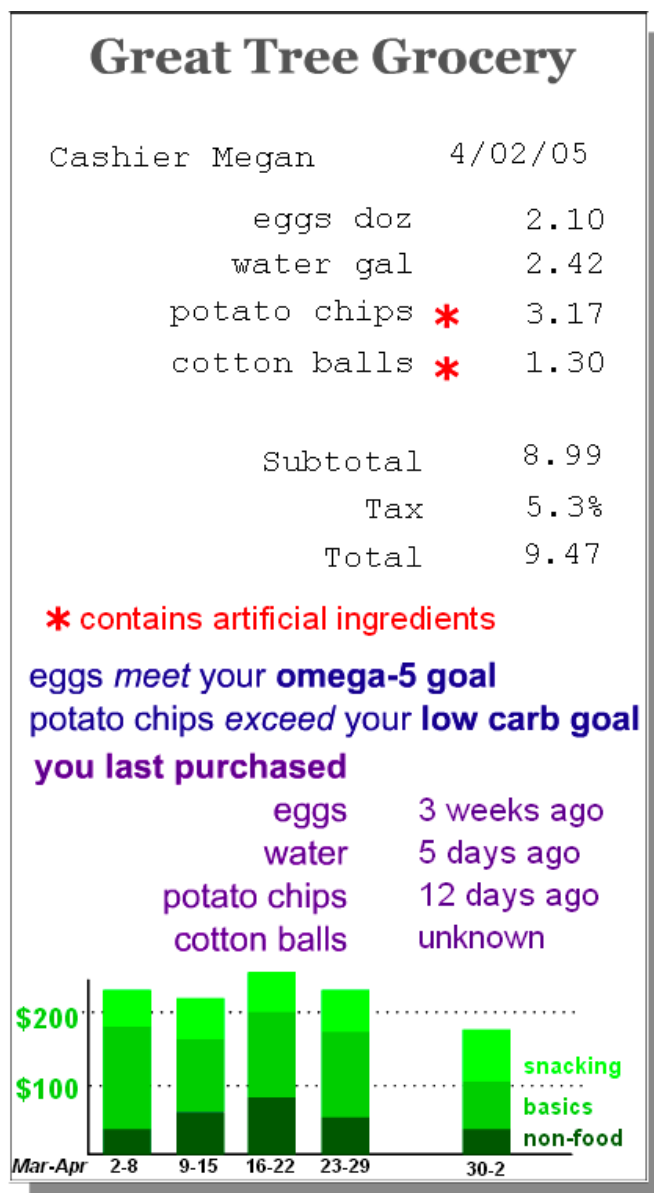 Great Tree Grocery
Cashier Megan 4/02/05
eggs doz 2.10
water gal 2.42
potato chips * 3.17
cotton balls * 1.30
Subtotal 8.99
Tax 5.3%
Total 9.47
* contains artificial ingredients
eggs meet your omega-5 goal
potato chips exceed your low carb goal
you last purchased
eggs 3 weeks ago
water 5 days ago
potato chips 12 days ago
cotton balls unknown
$200
snacking
$100
basics
non-food
Mar-Apr 2-8 9-15 16-22 23-29 30-2